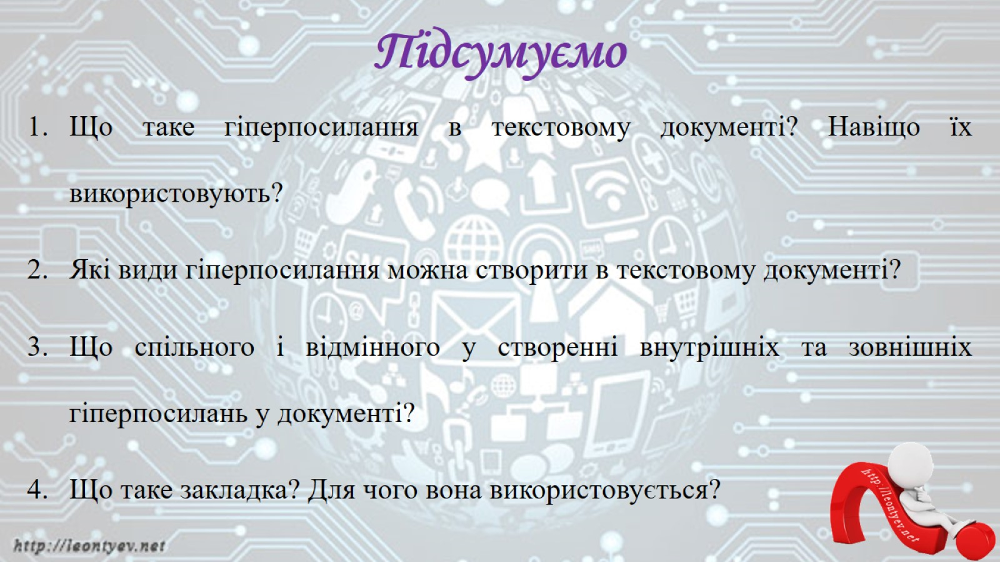 Підсумуємо
1. Що таке гіперпосилання в текстовому документі? Навіщо їх
використовують?
2. Які види гіперпосилання можна створити в текстовому документі?
3. Що спільного і відмінного у створенні внутрішніх та зовнішніх
гіперпосилань у документі?
4. Що таке закладка? Для чого вона використовується?
http://leontyev.net
http://leontyev.net
SMS
SMS
@